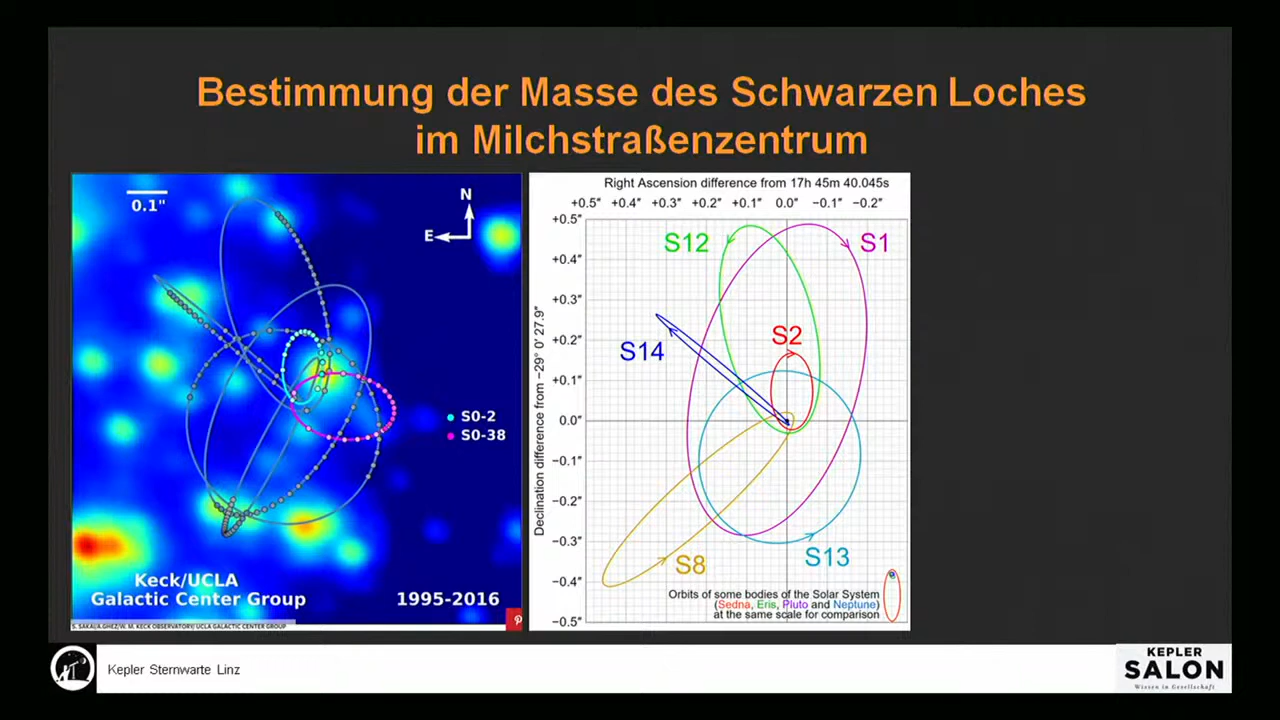 Bestimmung der Masse des Schwarzen Loches
im Milchstraßenzentrum
0.1"
N
E
S0-2
S0-38
Keck/UCLA
Galactic Center Group
1995-2016
S. SAKAI/A.GHEZ/W. M. KECK OBSERVATORY/ UCLA GALACTIC CENTER GROUP
Right Ascension difference from 17h 45m 40.045s
+0.5" +0.4" +0.3" +0.2" +0.1" 0.0" −0.1" −0.2"
Declination difference from −29° 0' 27.9"
+0.5"
+0.4"
+0.3"
+0.2"
+0.1"
0.0"
−0.1"
−0.2"
−0.3"
−0.4"
−0.5"
S12
S1
S2
S14
S13
S8
Orbits of some bodies of the Solar System
(Sedna, Eris, Pluto and Neptune)
at the same scale for comparison
Kepler Sternwarte Linz
KEPLER
SALON
Wissen in Gesellschaft